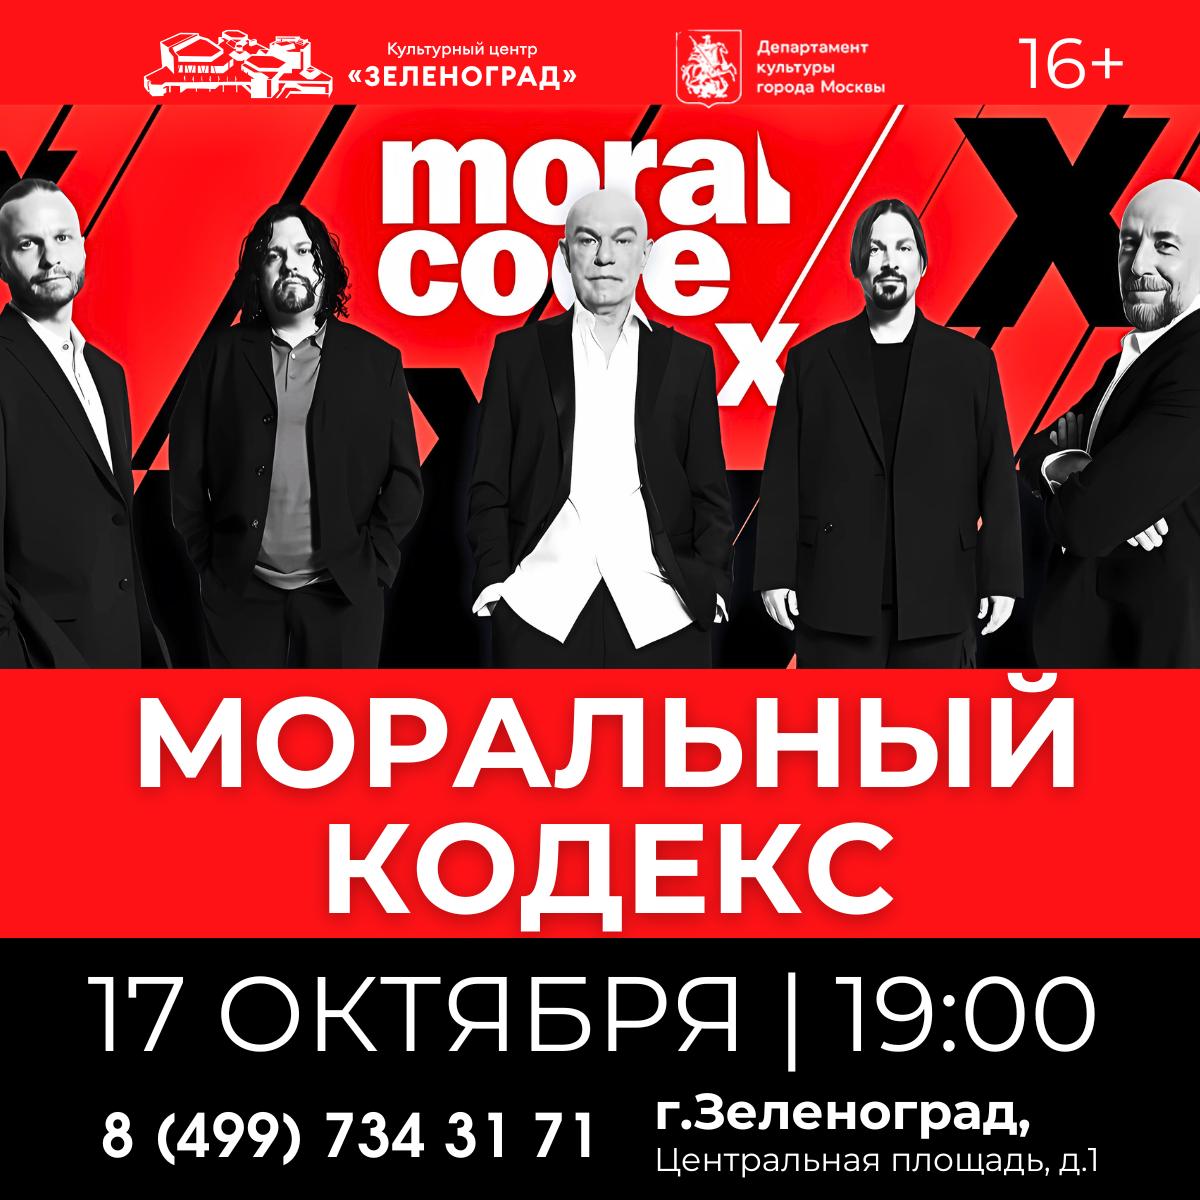 Культурный центр
«ЗЕЛЕНОГРАД»
Департамент
культуры
города Москвы
16+
moral
code
x
X
МОРАЛЬНЫЙ
КОДЕКС
17 ОКТЯБРЯ | 19:00
8 (499) 734 31 71
г.Зеленоград,
Центральная площадь, д.1